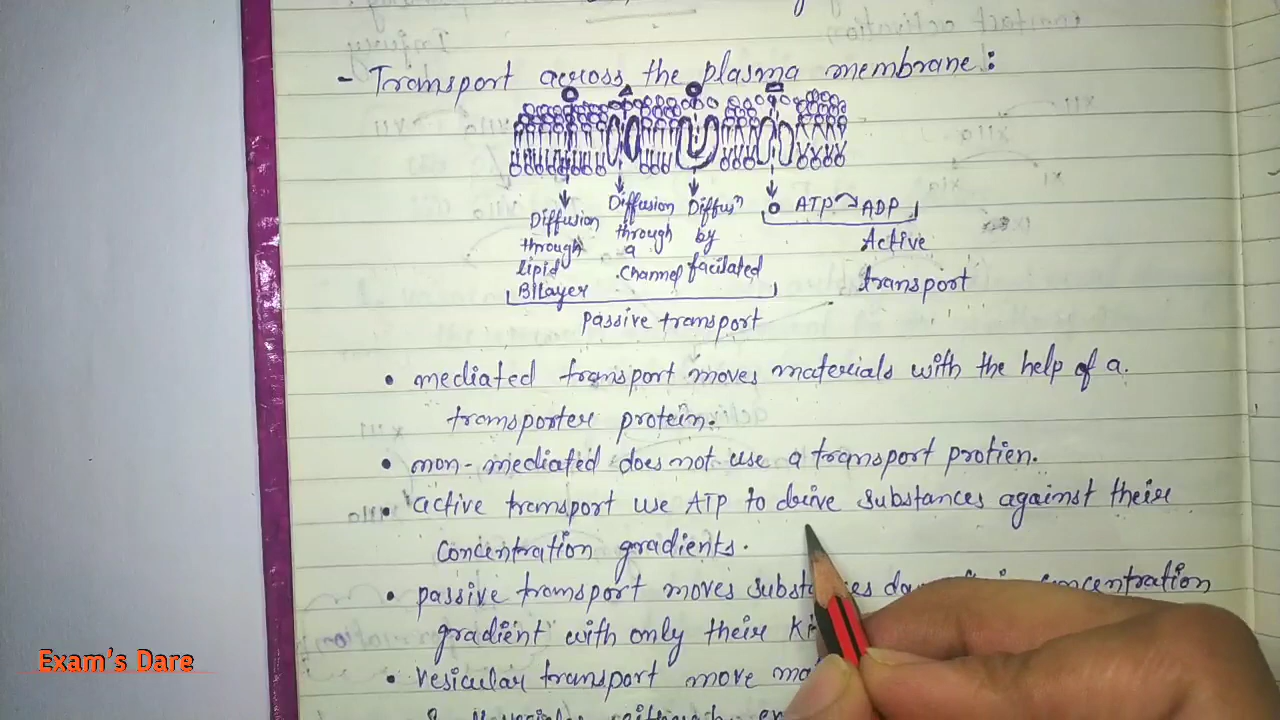 - Transport across the plasma membrane:
Diffusion through lipid Bilayer
Diffusion through a channel
Diffusⁿ by facilated
ATP ADP
Active transport
passive transport
• mediated transport moves materials with the help of a.
transporter protein.
• non-mediated does not use a transport protien.
• active transport use ATP to drive substances against their
concentration gradients.
• passive transport moves concentration
gradient with only their
• vesicular transport move
Exam's Dare